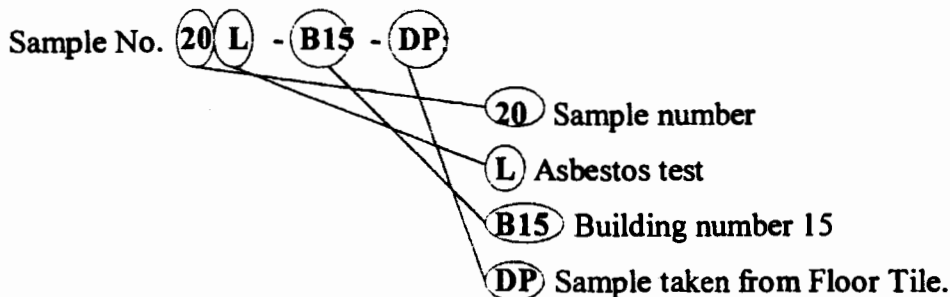 Sample No. 20 L - B15 - DP
20 Sample number
L Asbestos test
B15 Building number 15
DP Sample taken from Floor Tile.